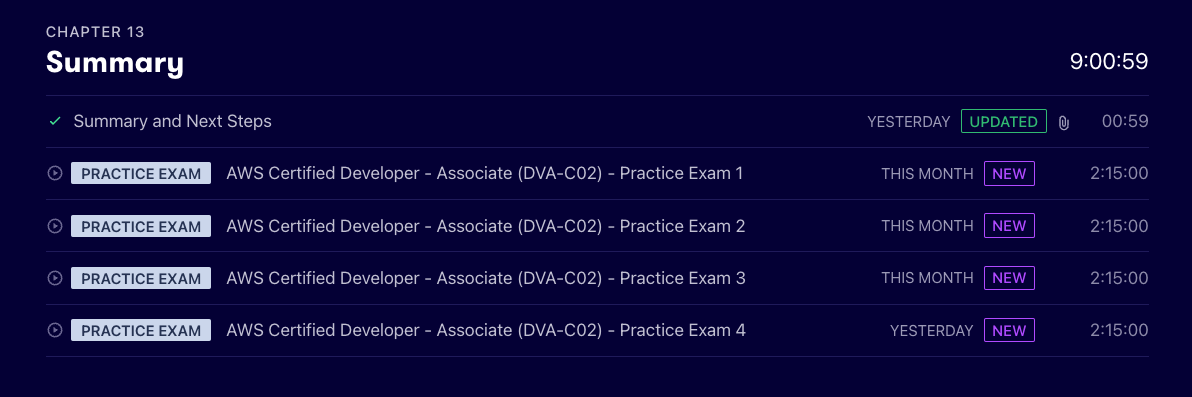 CHAPTER 13
Summary 9:00:59
Summary and Next Steps YESTERDAY UPDATED 00:59
PRACTICE EXAM AWS Certified Developer - Associate (DVA-C02) - Practice Exam 1 THIS MONTH NEW 2:15:00
PRACTICE EXAM AWS Certified Developer - Associate (DVA-C02) - Practice Exam 2 THIS MONTH NEW 2:15:00
PRACTICE EXAM AWS Certified Developer - Associate (DVA-C02) - Practice Exam 3 THIS MONTH NEW 2:15:00
PRACTICE EXAM AWS Certified Developer - Associate (DVA-C02) - Practice Exam 4 YESTERDAY NEW 2:15:00